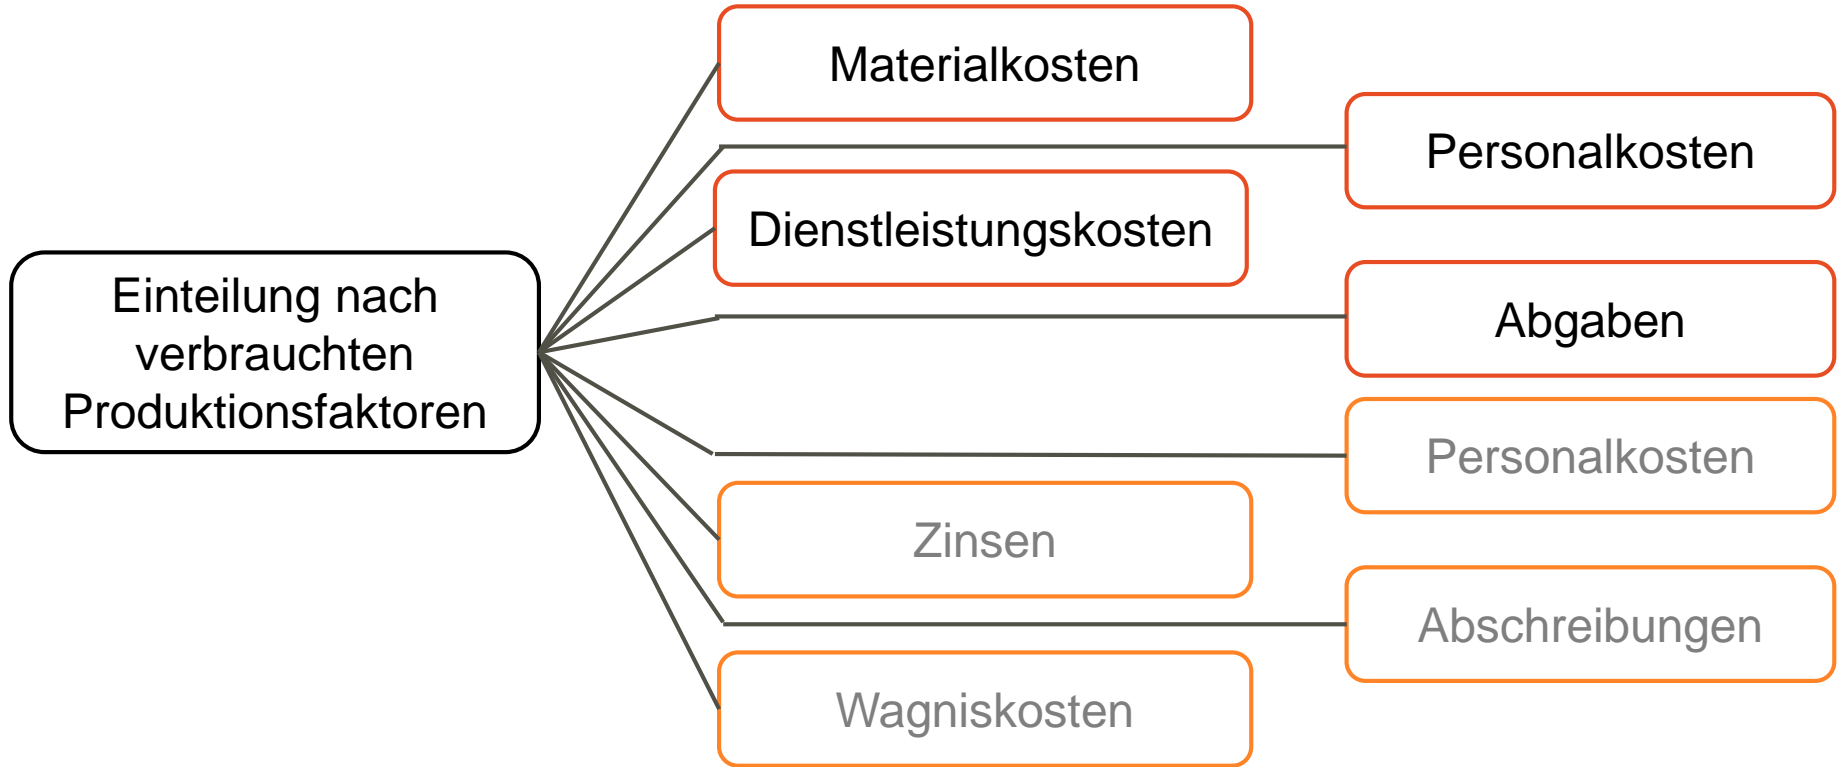 Einteilung nach
verbrauchten
Produktionsfaktoren
Materialkosten
Personalkosten
Dienstleistungskosten
Abgaben
Personalkosten
Zinsen
Abschreibungen
Wagniskosten